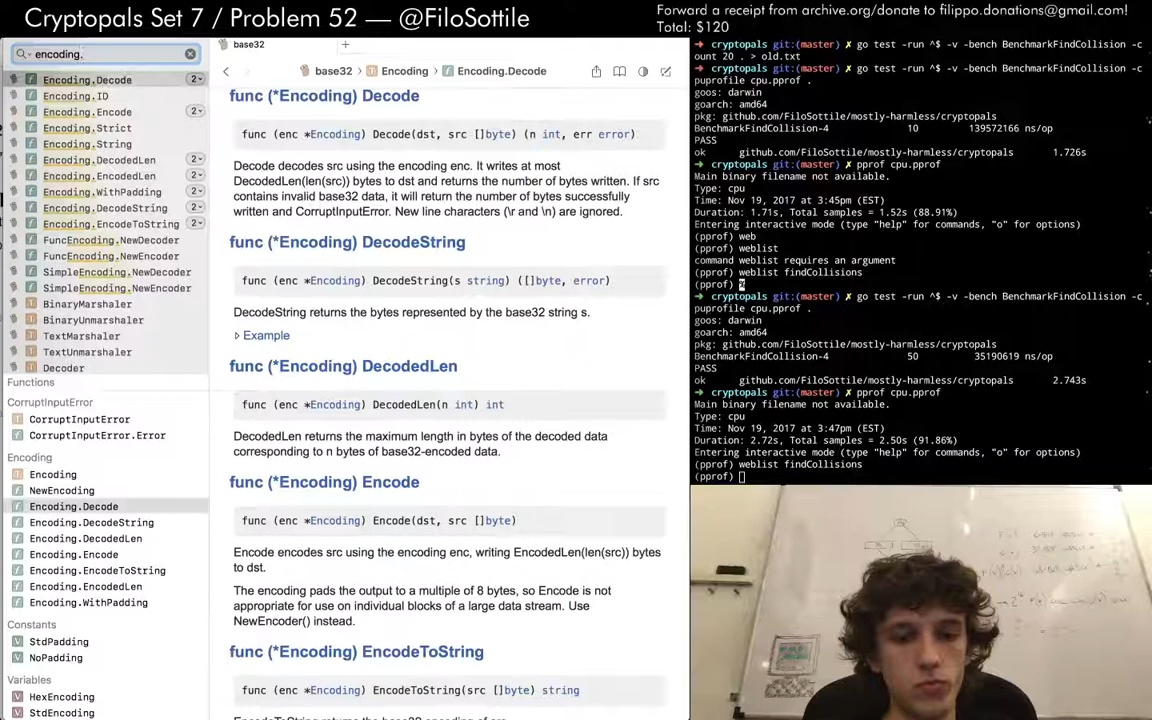 Cryptopals Set 7 / Problem 52 — @FiloSottile
Forward a receipt from archive.org/donate to filippo.donations@gmail.com!
Total: $120
encoding.
Encoding.Decode 2
Encoding.ID
Encoding.Encode 2
Encoding.Strict
Encoding.String
Encoding.DecodedLen 2
Encoding.EncodedLen 2
Encoding.WithPadding 2
Encoding.DecodeString 2
Encoding.EncodeToString 2
FuncEncoding.NewDecoder
FuncEncoding.NewEncoder
SimpleEncoding.NewDecoder
SimpleEncoding.NewEncoder
BinaryMarshaler
BinaryUnmarshaler
TextMarshaler
TextUnmarshaler
Decoder
Functions
CorruptInputError
CorruptInputError
CorruptInputError.Error
Encoding
Encoding
NewEncoding
Encoding.Decode
Encoding.DecodeString
Encoding.DecodedLen
Encoding.Encode
Encoding.EncodeToString
Encoding.EncodedLen
Encoding.WithPadding
Constants
StdPadding
NoPadding
Variables
HexEncoding
StdEncoding
base32
base32 Encoding Encoding.Decode
func (*Encoding) Decode
func (enc *Encoding) Decode(dst, src []byte) (n int, err error)
Decode decodes src using the encoding enc. It writes at most
DecodedLen(len(src)) bytes to dst and returns the number of bytes written. If src
contains invalid base32 data, it will return the number of bytes successfully
written and CorruptInputError. New line characters (\r and \n) are ignored.
func (*Encoding) DecodeString
func (enc *Encoding) DecodeString(s string) ([]byte, error)
DecodeString returns the bytes represented by the base32 string s.
Example
func (*Encoding) DecodedLen
func (enc *Encoding) DecodedLen(n int) int
DecodedLen returns the maximum length in bytes of the decoded data
corresponding to n bytes of base32-encoded data.
func (*Encoding) Encode
func (enc *Encoding) Encode(dst, src []byte)
Encode encodes src using the encoding enc, writing EncodedLen(len(src)) bytes
to dst.
The encoding pads the output to a multiple of 8 bytes, so Encode is not
appropriate for use on individual blocks of a large data stream. Use
NewEncoder() instead.
func (*Encoding) EncodeToString
func (enc *Encoding) EncodeToString(src []byte) string
EncodeToString returns the base32 encoding of src.
➜ cryptopals git:(master) ✗ go test -run ^$ -v -bench BenchmarkFindCollision -c
ount 20 . > old.txt
➜ cryptopals git:(master) ✗ go test -run ^$ -v -bench BenchmarkFindCollision -c
puprofile cpu.pprof .
goos: darwin
goarch: amd64
pkg: github.com/FiloSottile/mostly-harmless/cryptopals
BenchmarkFindCollision-4 10 139572166 ns/op
PASS
ok github.com/FiloSottile/mostly-harmless/cryptopals 1.726s
➜ cryptopals git:(master) ✗ pprof cpu.pprof
Main binary filename not available.
Type: cpu
Time: Nov 19, 2017 at 3:45pm (EST)
Duration: 1.71s, Total samples = 1.52s (88.91%)
Entering interactive mode (type "help" for commands, "o" for options)
(pprof) web
(pprof) weblist
command weblist requires an argument
(pprof) weblist findCollisions
(pprof) %
➜ cryptopals git:(master) ✗ go test -run ^$ -v -bench BenchmarkFindCollision -c
puprofile cpu.pprof .
goos: darwin
goarch: amd64
pkg: github.com/FiloSottile/mostly-harmless/cryptopals
BenchmarkFindCollision-4 50 35190619 ns/op
PASS
ok github.com/FiloSottile/mostly-harmless/cryptopals 2.743s
➜ cryptopals git:(master) ✗ pprof cpu.pprof
Main binary filename not available.
Type: cpu
Time: Nov 19, 2017 at 3:47pm (EST)
Duration: 2.72s, Total samples = 2.50s (91.86%)
Entering interactive mode (type "help" for commands, "o" for options)
(pprof) weblist findCollisions
(pprof)